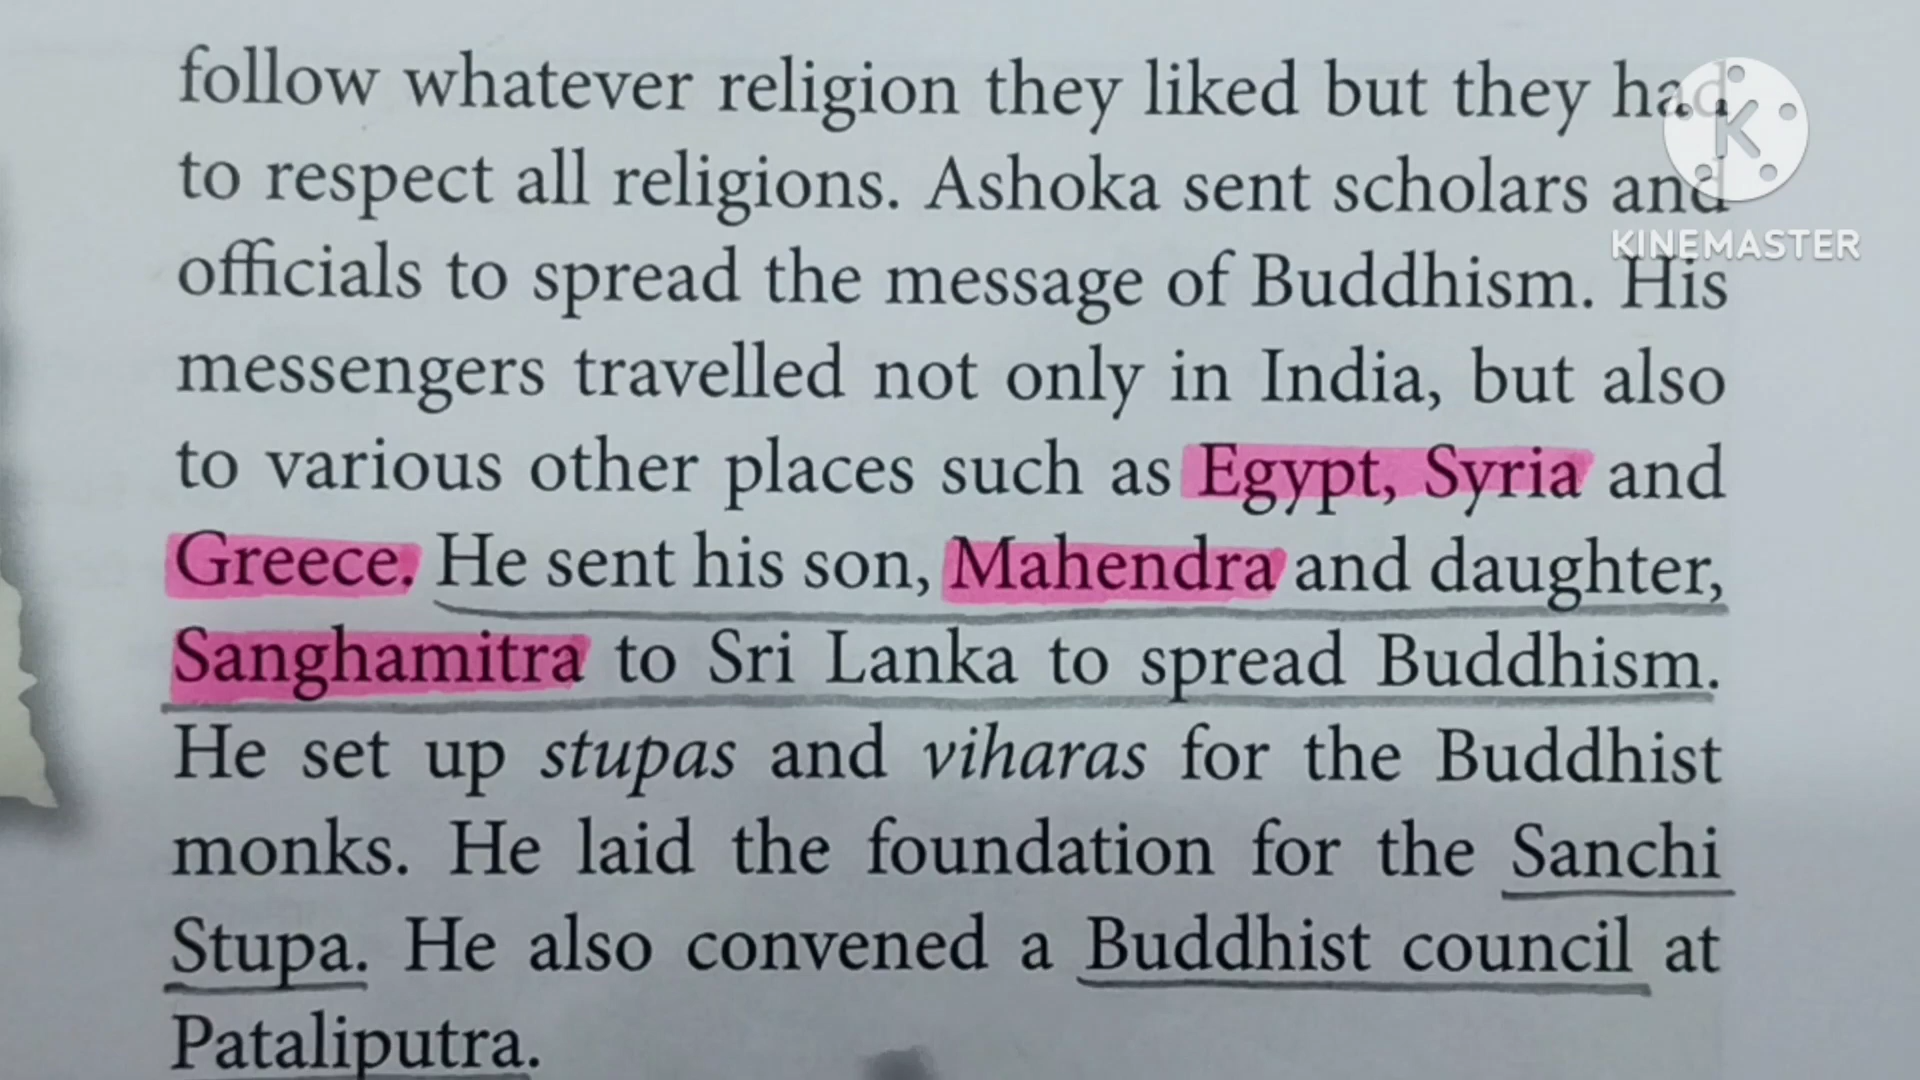 follow whatever religion they liked but they had
to respect all religions. Ashoka sent scholars and
officials to spread the message of Buddhism. His
messengers travelled not only in India, but also
to various other places such as Egypt, Syria and
Greece. He sent his son, Mahendra and daughter,
Sanghamitra to Sri Lanka to spread Buddhism.
He set up stupas and viharas for the Buddhist
monks. He laid the foundation for the Sanchi
Stupa. He also convened a Buddhist council at
Pataliputra.
K
KINEMASTER